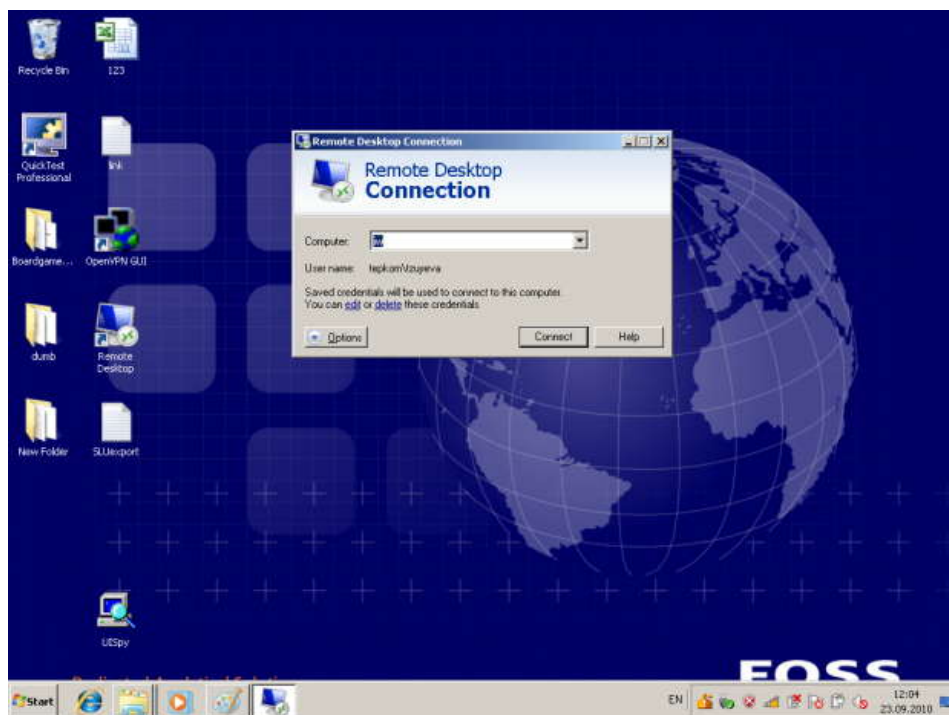 Recycle Bin
123
QuickTest
Professional
link
Boardgame...
OpenVPN GUI
dumb
Remote
Desktop
New Folder
SLUexport
UISpy
Remote Desktop Connection
Remote Desktop
Connection
Computer:
User name:
Saved credentials will be used to connect to this computer.
You can edit or delete these credentials.
Options
Connect
Help
FOSS
Start
EN
12:04
23.09.2010